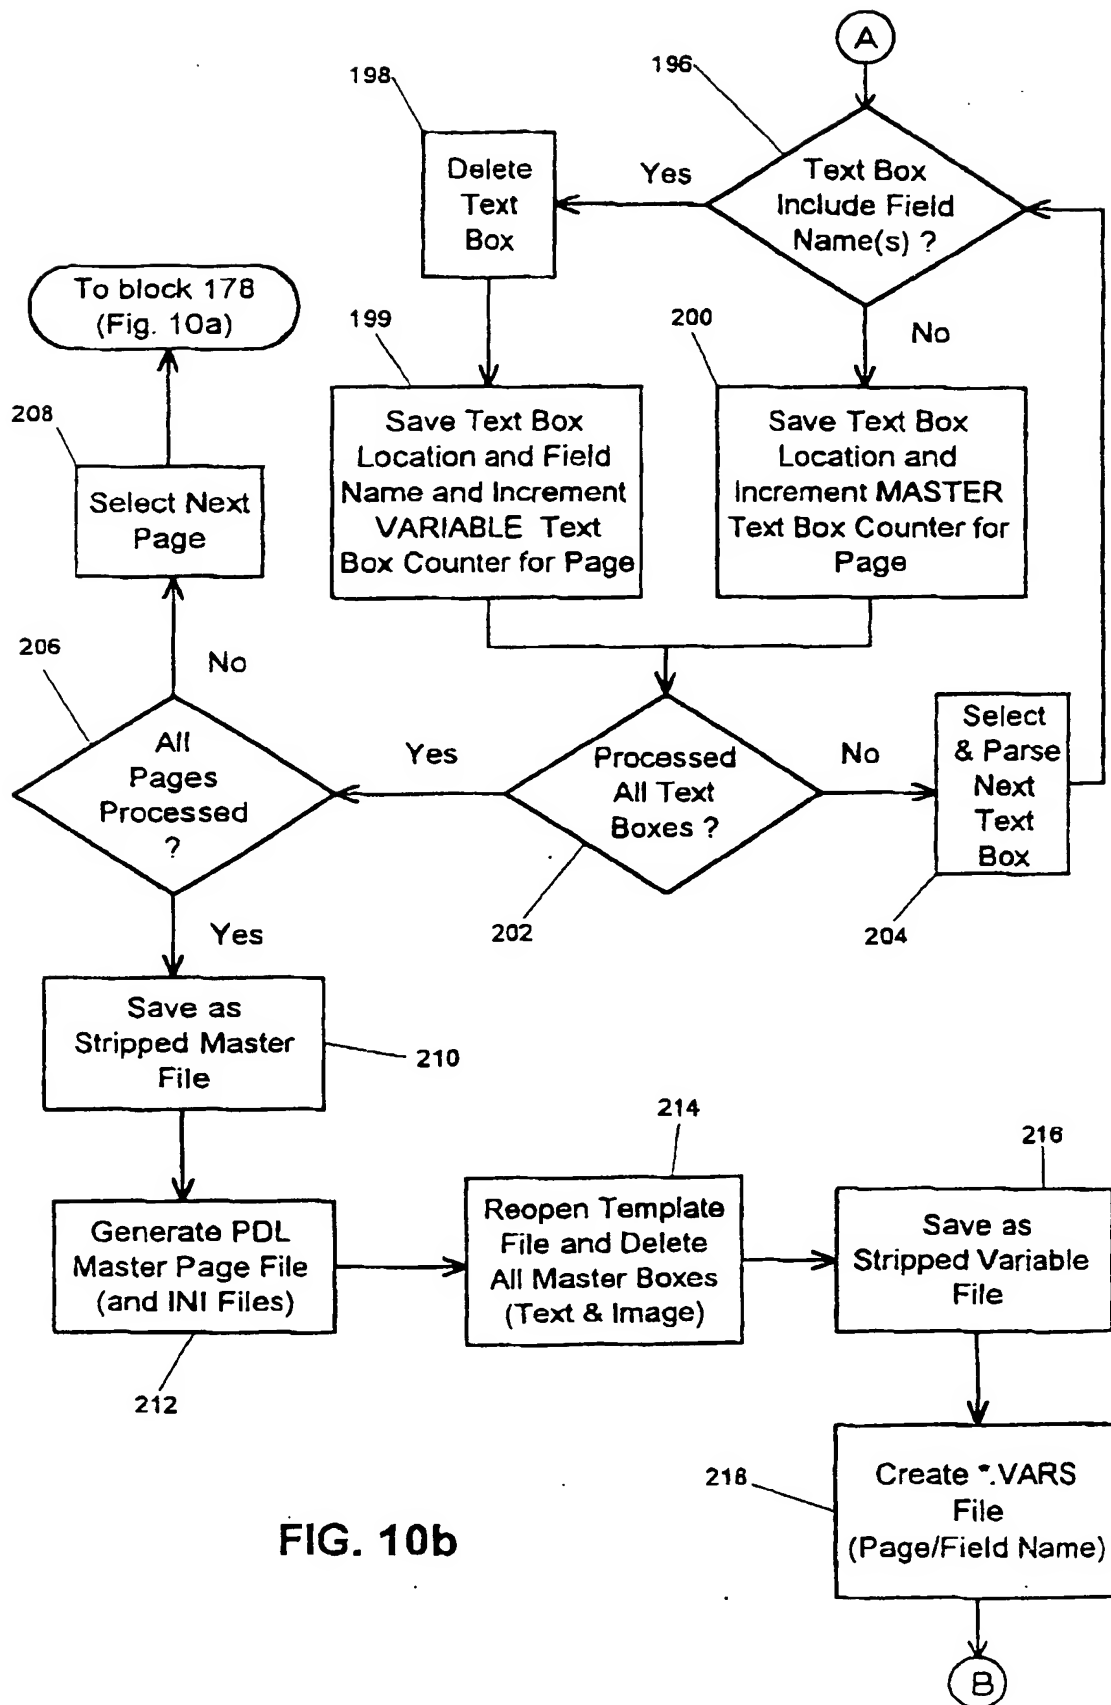 A
196
Text Box
Include Field
Name(s) ?
Yes
198
Delete
Text
Box
No
199
Save Text Box
Location and Field
Name and Increment
VARIABLE Text
Box Counter for Page
200
Save Text Box
Location and
Increment MASTER
Text Box Counter for
Page
To block 178
(Fig. 10a)
208
Select Next
Page
206
No
All
Pages
Processed
?
Yes
Processed
All Text
Boxes ?
202
No
Select
& Parse
Next
Text
Box
204
Yes
Save as
Stripped Master
File
210
Generate PDL
Master Page File
(and INI Files)
212
214
Reopen Template
File and Delete
All Master Boxes
(Text & Image)
216
Save as
Stripped Variable
File
218
Create *.VARS
File
(Page/Field Name)
B
FIG. 10b